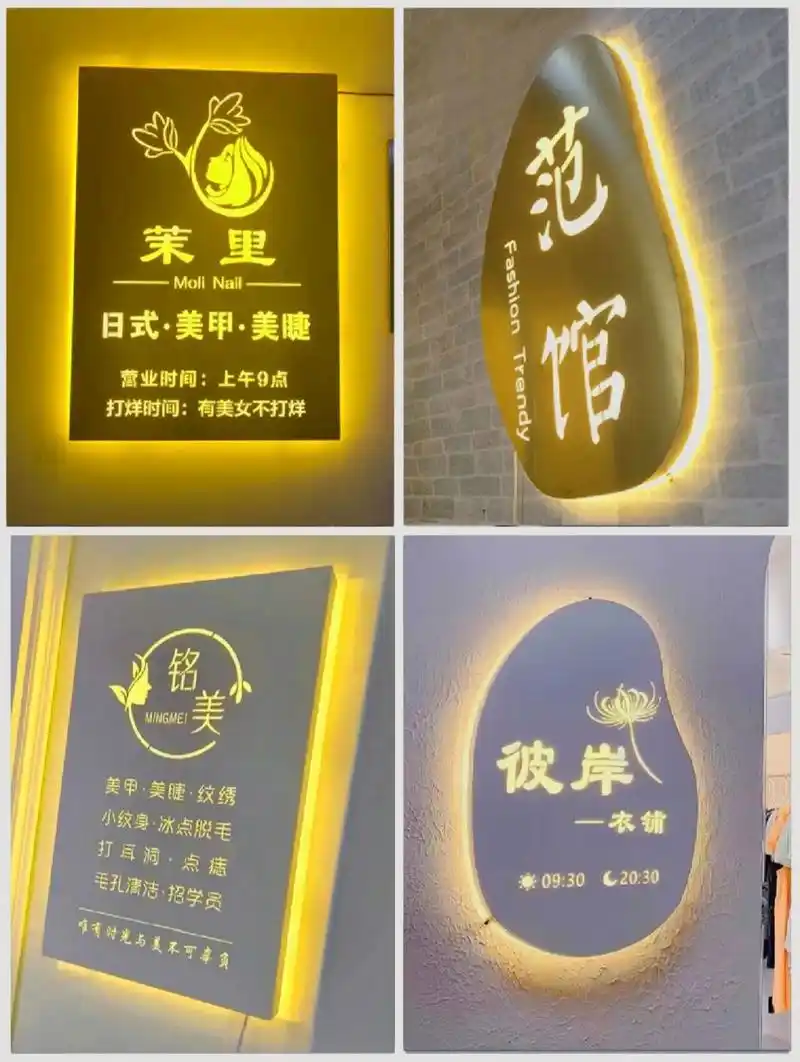 茉里
Moli Nail
日式·美甲·美睫
营业时间：上午9点
打烊时间：有美女不打烊
范馆
Fashion Trendy
铭美
MINGMEI
美甲·美睫·纹绣
小纹身·冰点脱毛
打耳洞·点痣
毛孔清洁·招学员
唯有时光与美不可辜负
彼岸
—衣铺
09:30 20:30